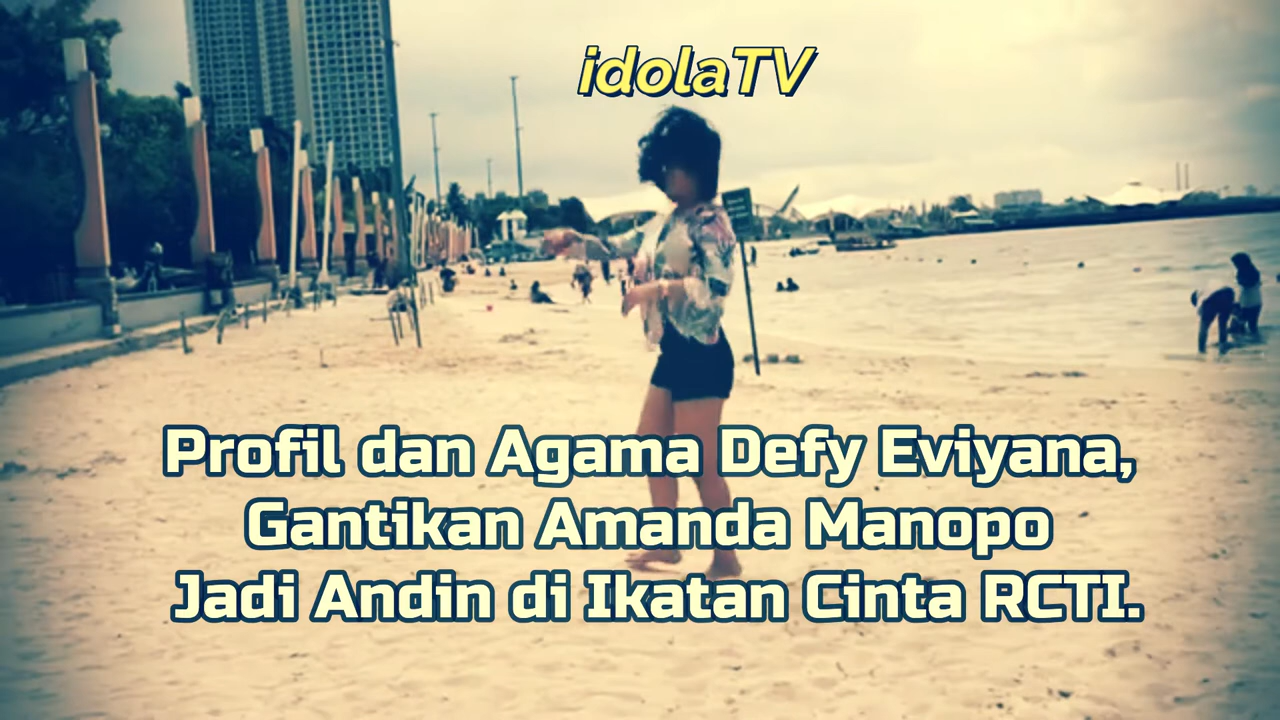 idolaTV
Profil dan Agama Defy Eviyana,
Gantikan Amanda Manopo
Jadi Andin di Ikatan Cinta RCTI.